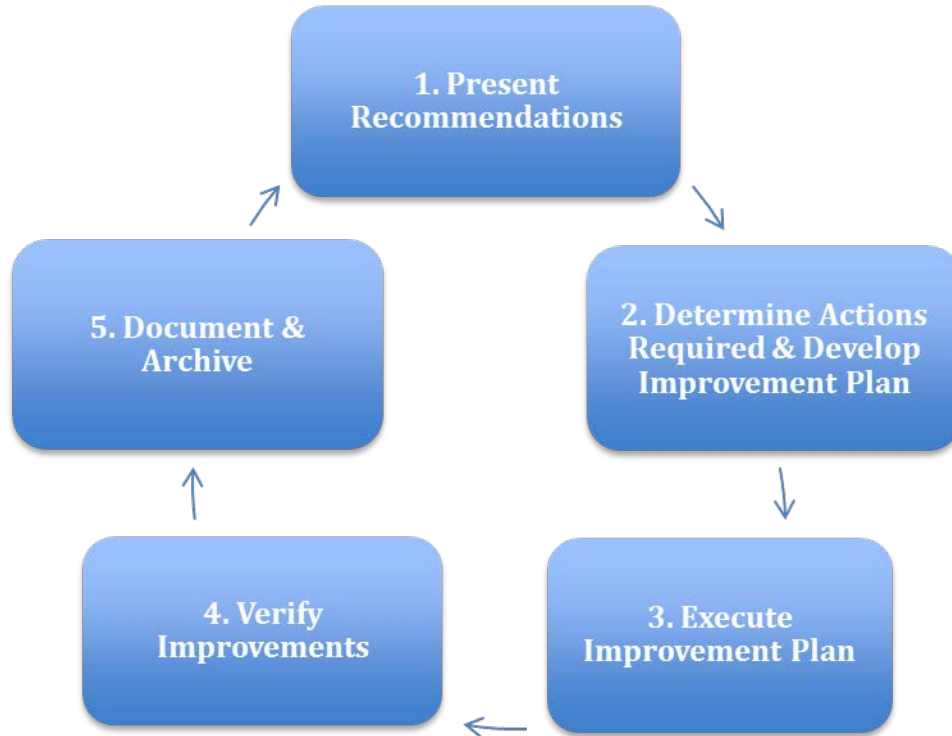 1. Present
Recommendations
2. Determine Actions
Required & Develop
Improvement Plan
3. Execute
Improvement Plan
4. Verify
Improvements
5. Document &
Archive